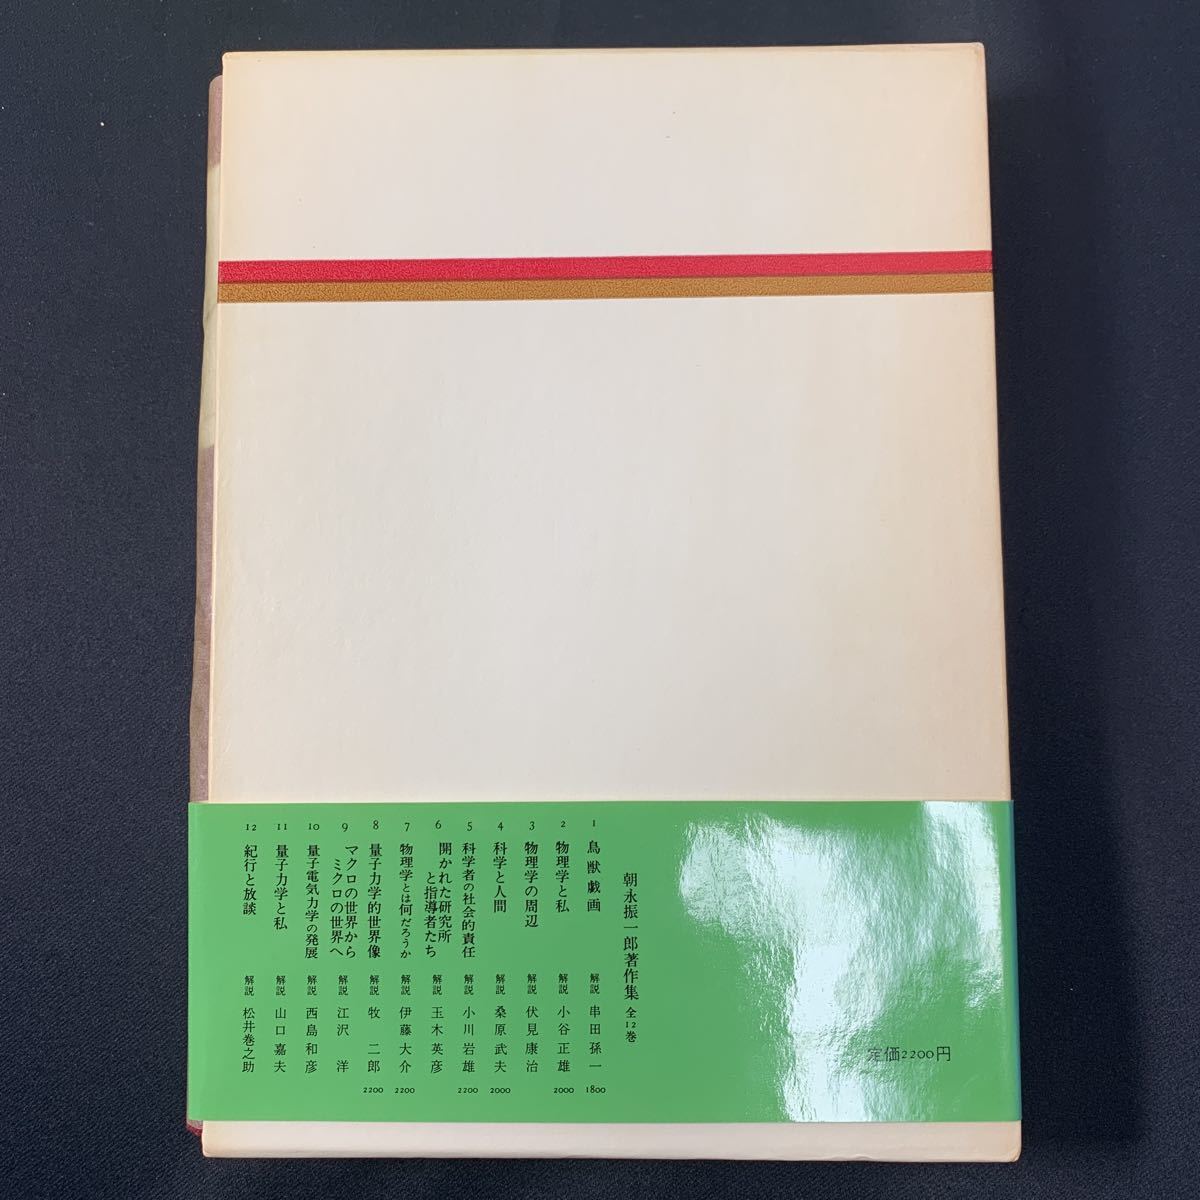 朝永振一郎著作集 全12巻
1 鳥獣戯画 解説 串田孫一 1800
2 物理学と私 解説 小谷正雄 2000
3 物理学の周辺 解説 伏見康治
4 科学と人間 解説 桑原武夫 2000
5 科学者の社会的責任 解説 小川岩雄 2200
6 開かれた研究所
と指導者たち 解説 玉木英彦
7 物理学とは何だろうか 解説 伊藤大介 2200
8 量子力学的世界像 解説 牧二郎 2200
9 マクロの世界から
ミクロの世界へ 解説 江沢洋
10 量子電気力学の発展 解説 西島和彦
11 量子力学と私 解説 山口嘉夫
12 紀行と放談 解説 松井巻之助
定価2200円